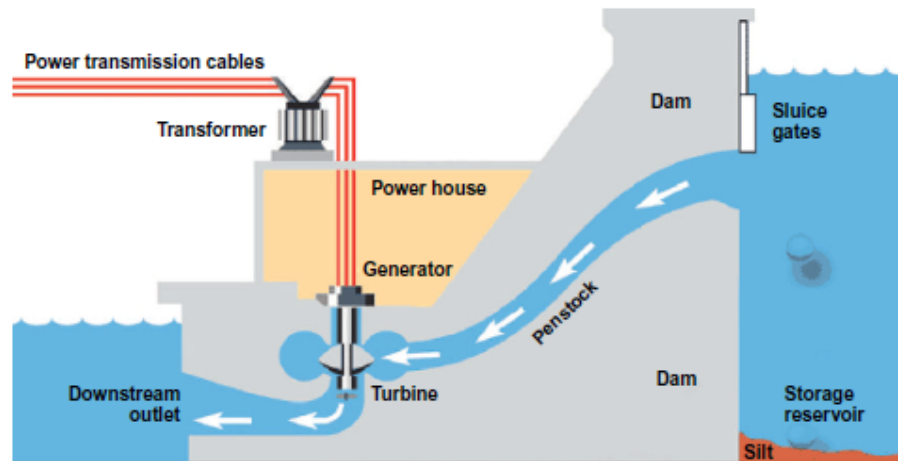 Power transmission cables
Transformer
Dam
Sluice
gates
Power house
Generator
Penstock
Downstream
outlet
Turbine
Dam
Storage
reservoir
Silt